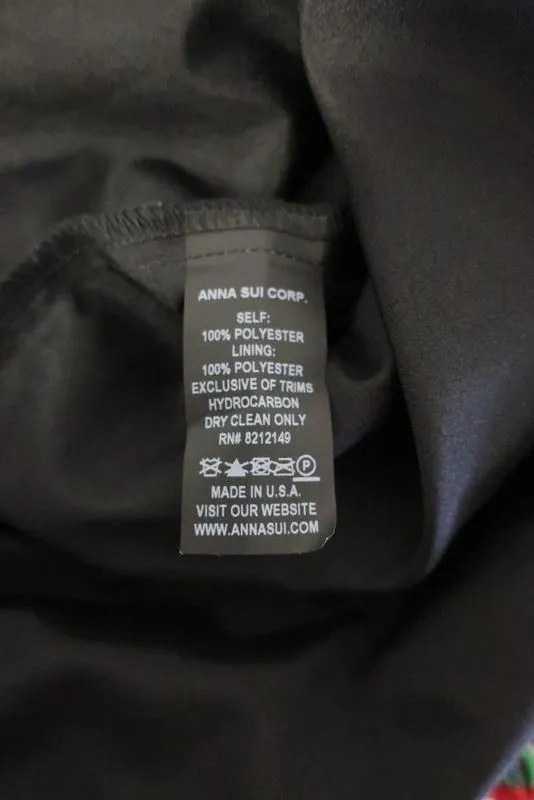 ANNA SUI CORP.
SELF:
100% POLYESTER
LINING:
100% POLYESTER
EXCLUSIVE OF TRIMS
HYDROCARBON
DRY CLEAN ONLY
RN# 8212149
P
MADE IN U.S.A.
VISIT OUR WEBSITE
WWW.ANNASUI.COM